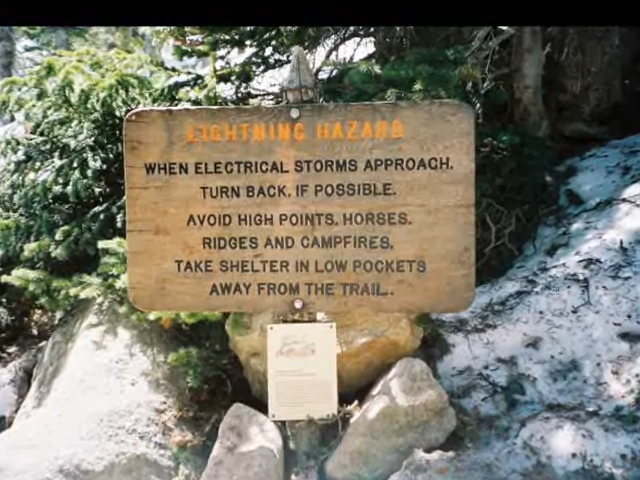 LIGHTNING HAZARD
WHEN ELECTRICAL STORMS APPROACH.
TURN BACK, IF POSSIBLE.
AVOID HIGH POINTS, HORSES,
RIDGES AND CAMPFIRES,
TAKE SHELTER IN LOW POCKETS
AWAY FROM THE TRAIL.